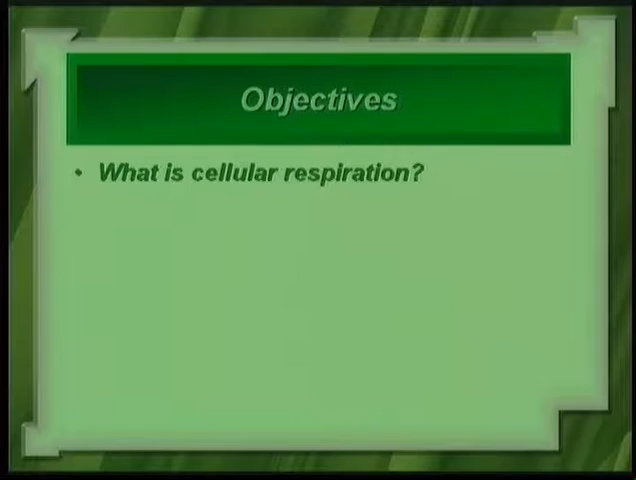 Objectives
• What is cellular respiration?